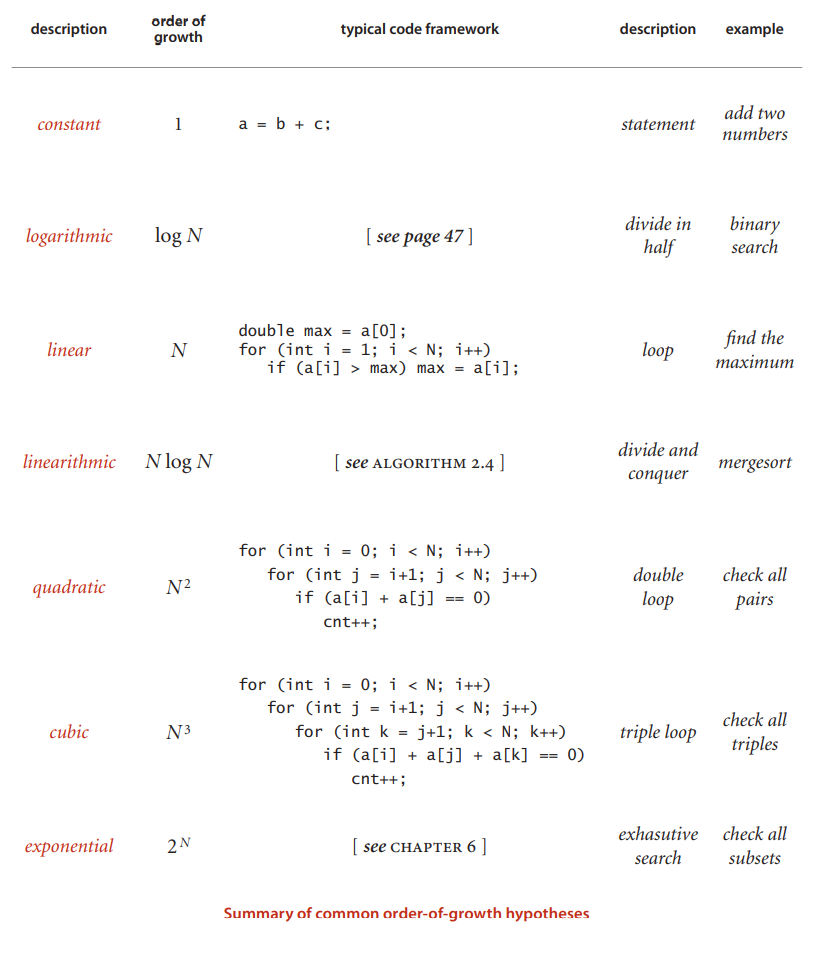 description order of growth typical code framework description example
constant 1 a = b + c; statement add two numbers
logarithmic log N [ see page 47 ] divide in half binary search
linear N
double max = a[0];
for (int i = 1; i < N; i++)
if (a[i] > max) max = a[i];
loop find the maximum
linearithmic N log N [ see ALGORITHM 2.4 ] divide and conquer mergesort
quadratic N²
for (int i = 0; i < N; i++)
for (int j = i+1; j < N; j++)
if (a[i] + a[j] == 0)
cnt++;
double loop check all pairs
cubic N³
for (int i = 0; i < N; i++)
for (int j = i+1; j < N; j++)
for (int k = j+1; k < N; k++)
if (a[i] + a[j] + a[k] == 0)
cnt++;
triple loop check all triples
exponential 2ᴺ [ see CHAPTER 6 ] exhasutive search check all subsets
Summary of common order-of-growth hypotheses